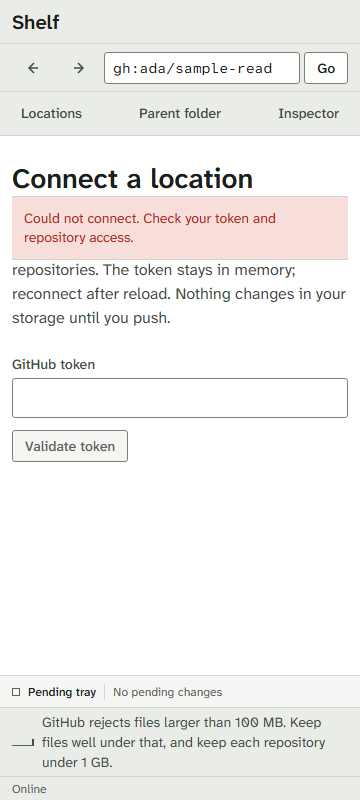 Shelf
gh:ada/sample-read
Go
Locations
Parent folder
Inspector
Connect a location
Could not connect. Check your token and
repository access.
repositories. The token stays in memory;
reconnect after reload. Nothing changes in your
storage until you push.
GitHub token
Validate token
Pending tray
No pending changes
GitHub rejects files larger than 100 MB. Keep
files well under that, and keep each repository
under 1 GB.
Online